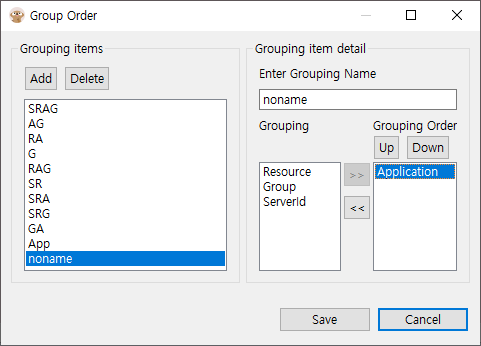 Group Order
Grouping items
Add
Delete
SRAG
AG
RA
G
RAG
SR
SRA
SRG
GA
App
noname
Grouping item detail
Enter Grouping Name
noname
Grouping
Resource
Group
ServerId
>>
<<
Grouping Order
Up
Down
Application
Save
Cancel